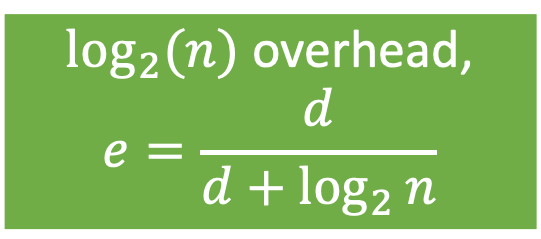 log₂(n) overhead,
e = d / (d + log₂ n)